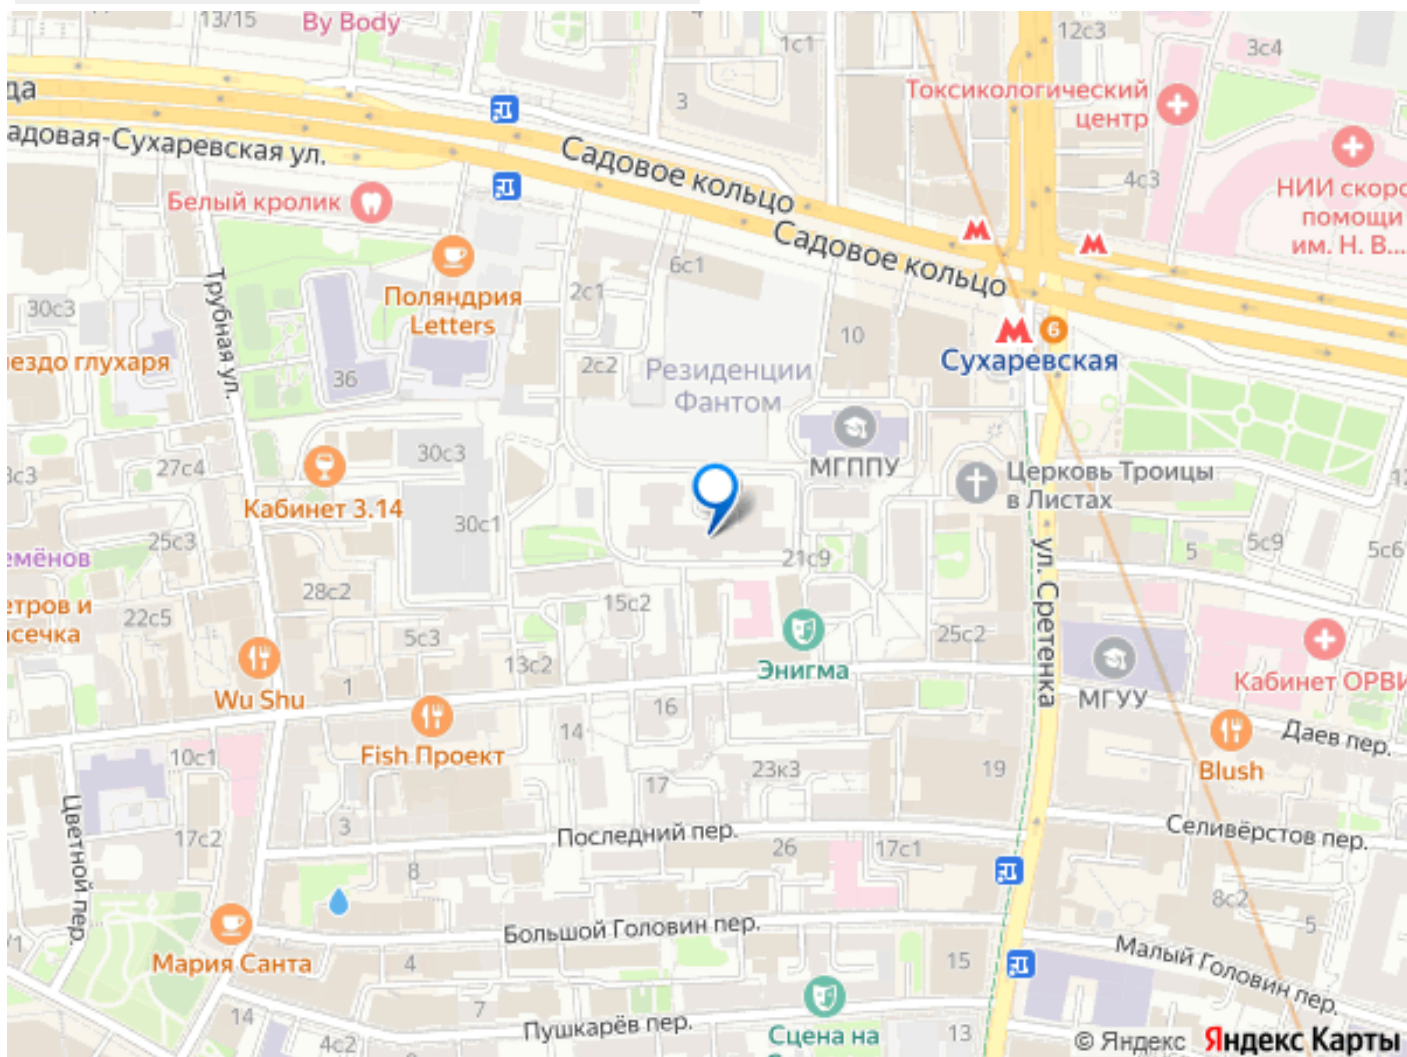 13/15
By Body
4
1с1
12с3
3с4
да
3
Токсикологический
центр
адовая-Сухаревская ул.
Садовое кольцо
4с3
НИИ скоро
помощи
им. Н. В....
Белый кролик
Садовое кольцо
6с1
2с1
Трубная ул.
Поляндрия
Letters
30с3
10
6
Сухаревская
нездо глухаря
36
2с2
Резиденции
Фантом
30с3
МГППУ
27с4
3с3
Церковь Троицы
в Листах
12
Кабинет 3.14
30с1
25с3
емёнов
21с9
5
5с9
5с6
ул. Сретенка
етров и
сечка
22с5
28с2
15с2
5с3
25с2
13с2
Энигма
Wu Shu
1
МГУУ
Кабинет ОРВИ
16
14
Fish Проект
Даев пер.
10с1
23к3
19
Blush
17
Цветной пер.
17с2
3
Последний пер.
Селивёрстов пер.
26
17с1
8
8с2
5
Большой Головин пер.
/1
Мария Санта
4
15
Малый Головин пер.
7
14
Пушкарёв пер.
4с2
Сцена на
13
© Яндекс Яндекс Карты